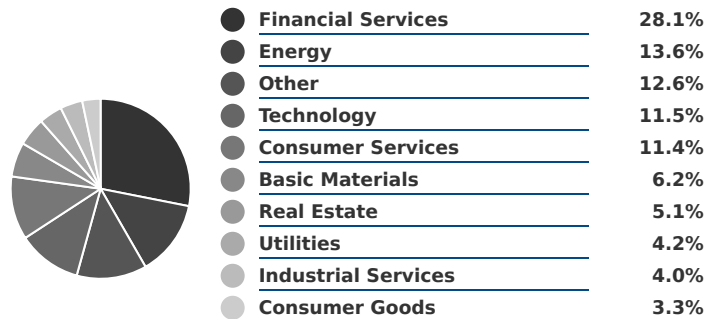 Financial Services 28.1%
Energy 13.6%
Other 12.6%
Technology 11.5%
Consumer Services 11.4%
Basic Materials 6.2%
Real Estate 5.1%
Utilities 4.2%
Industrial Services 4.0%
Consumer Goods 3.3%